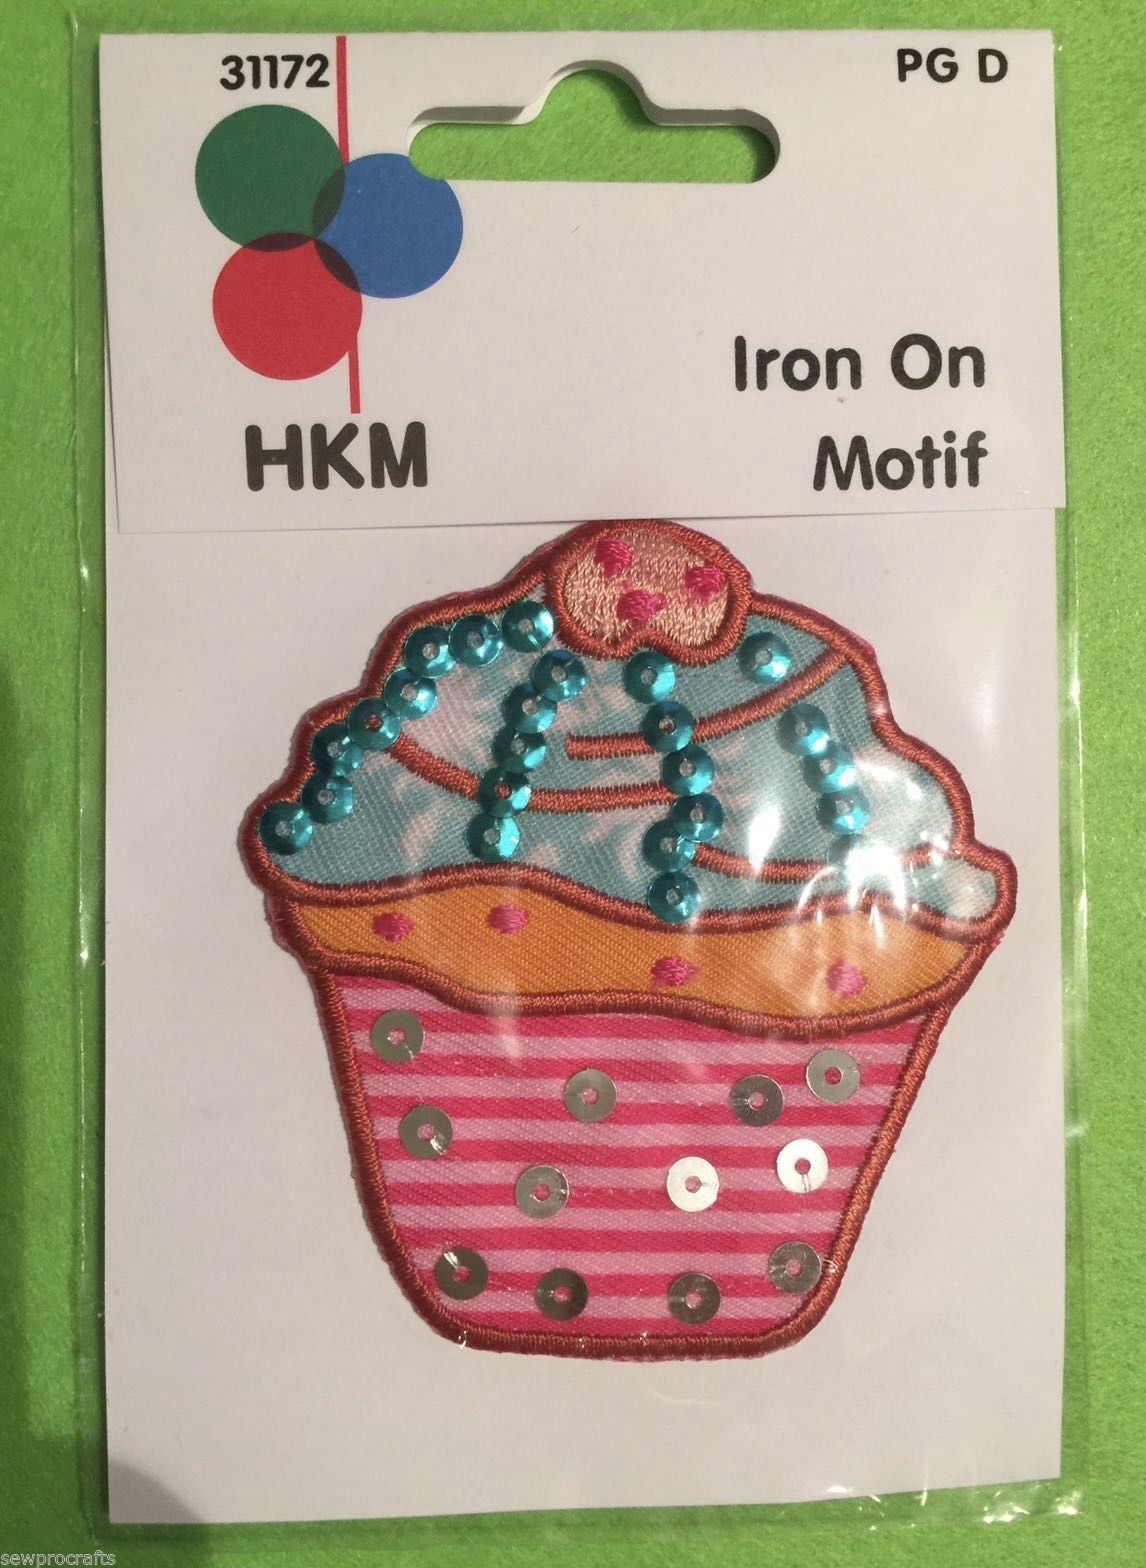 31172
PG D
Iron On
Motif
HKM
sewprocrafts